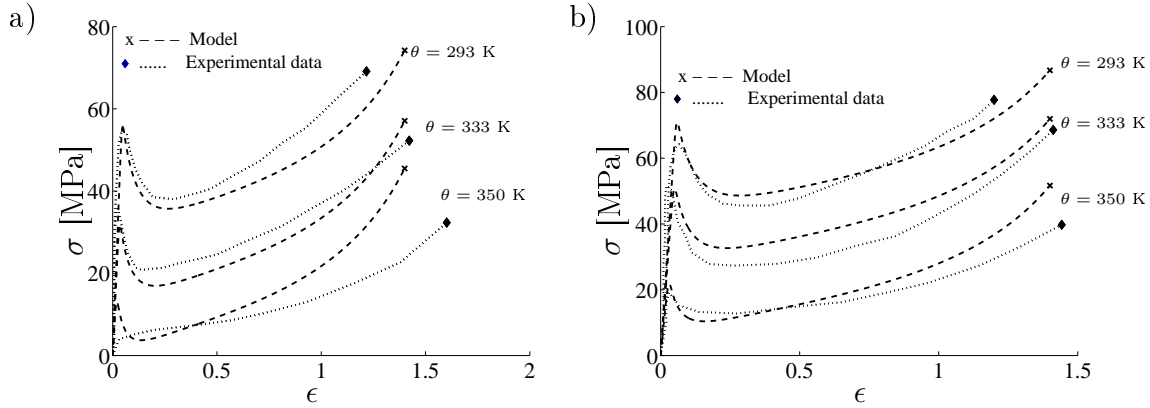 a)
80
60
40
20
0
σ [MPa]
x – – – Model
...... Experimental data
θ = 293 K
θ = 333 K
θ = 350 K
0 0.5 1 1.5 2
ϵ
b)
100
80
60
40
20
0
σ [MPa]
x – – – Model
....... Experimental data
θ = 293 K
θ = 333 K
θ = 350 K
0 0.5 1 1.5
ϵ